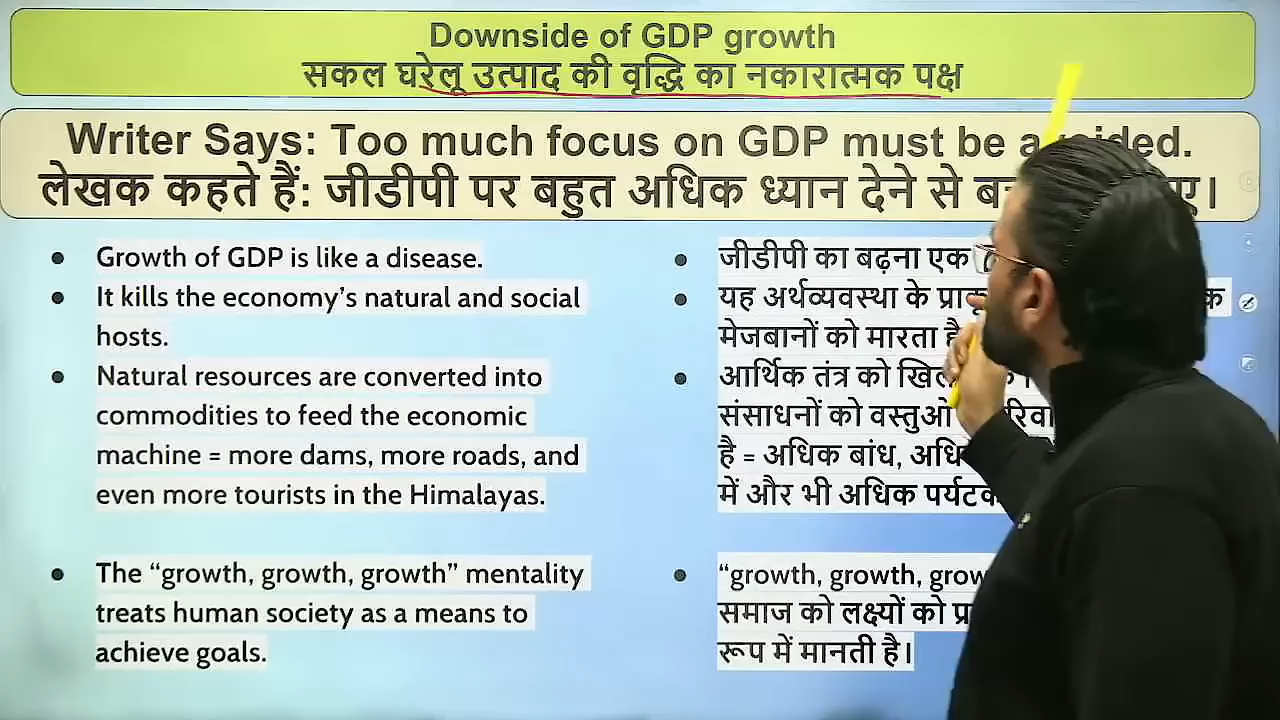 Downside of GDP growth
सकल घरेलू उत्पाद की वृद्धि का नकारात्मक पक्ष
Writer Says: Too much focus on GDP must be
लेखक कहते हैं: जीडीपी पर बहुत अधिक ध्यान देने से
• Growth of GDP is like a disease.
• It kills the economy's natural and social
hosts.
• Natural resources are converted into
commodities to feed the economic
machine = more dams, more roads, and
even more tourists in the Himalayas.
• The “growth, growth, growth” mentality
treats human society as a means to
achieve goals.
• जीडीपी का बढ़ना एक
• यह अर्थव्यवस्था के
मेजबानों को मारता
• आर्थिक तंत्र को
संसाधनों को
है = अधिक बांध,
में और भी अधिक
• “growth, growth,
समाज को लक्ष्यों को
रूप में मानती है।